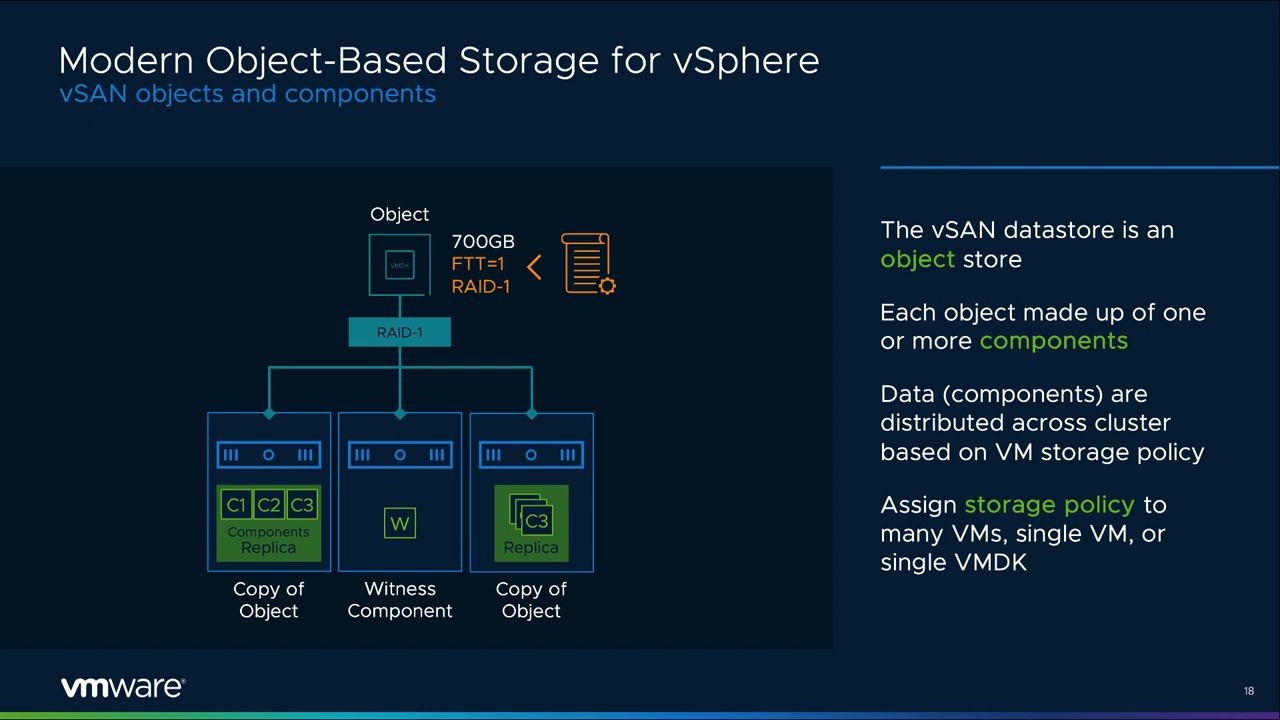 Modern Object-Based Storage for vSphere
vSAN objects and components
Object
VMDK
700GB
FTT=1
RAID-1
RAID-1
C1 C2 C3
Components
Replica
W
C3
Replica
Copy of
Object
Witness
Component
Copy of
Object
The vSAN datastore is an
object store
Each object made up of one
or more components
Data (components) are
distributed across cluster
based on VM storage policy
Assign storage policy to
many VMs, single VM, or
single VMDK
vmware®
18